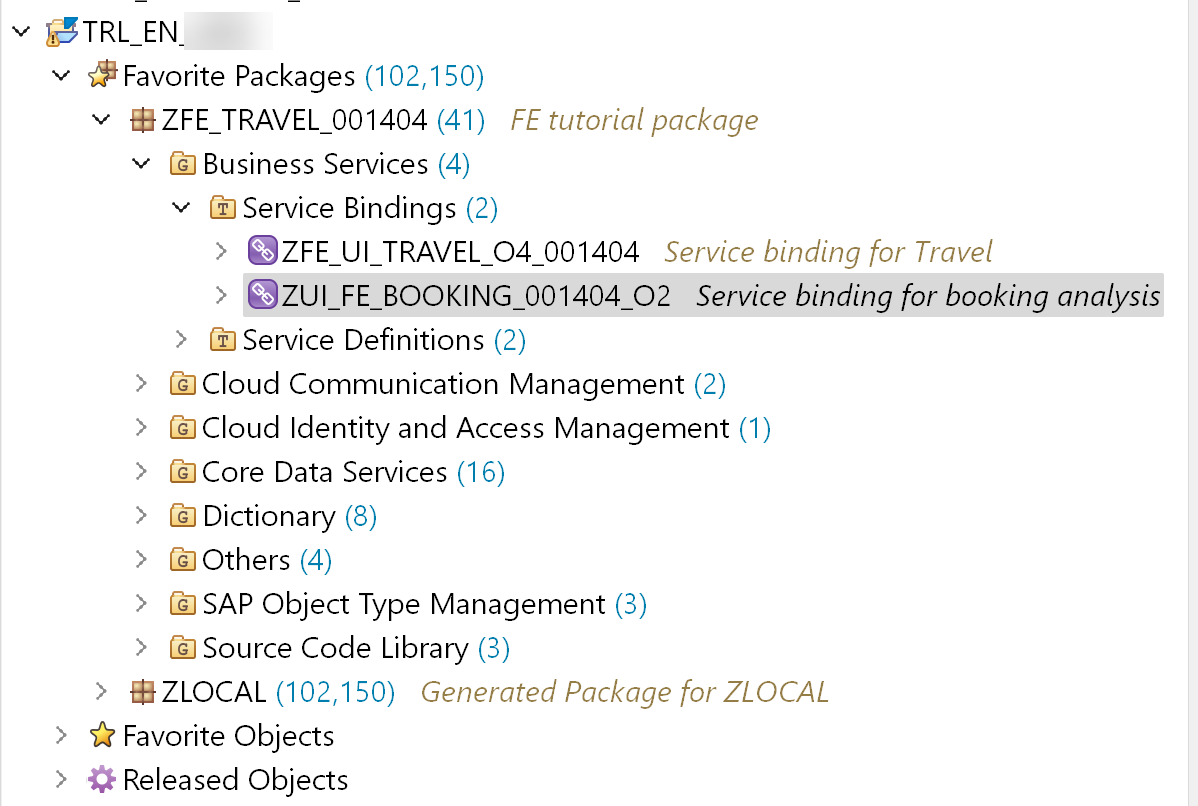 TRL_EN_
Favorite Packages (102,150)
ZFE_TRAVEL_001404 (41) FE tutorial package
G Business Services (4)
T Service Bindings (2)
ZFE_UI_TRAVEL_O4_001404 Service binding for Travel
ZUI_FE_BOOKING_001404_O2 Service binding for booking analysis
T Service Definitions (2)
G Cloud Communication Management (2)
G Cloud Identity and Access Management (1)
G Core Data Services (16)
G Dictionary (8)
G Others (4)
G SAP Object Type Management (3)
G Source Code Library (3)
ZLOCAL (102,150) Generated Package for ZLOCAL
Favorite Objects
Released Objects